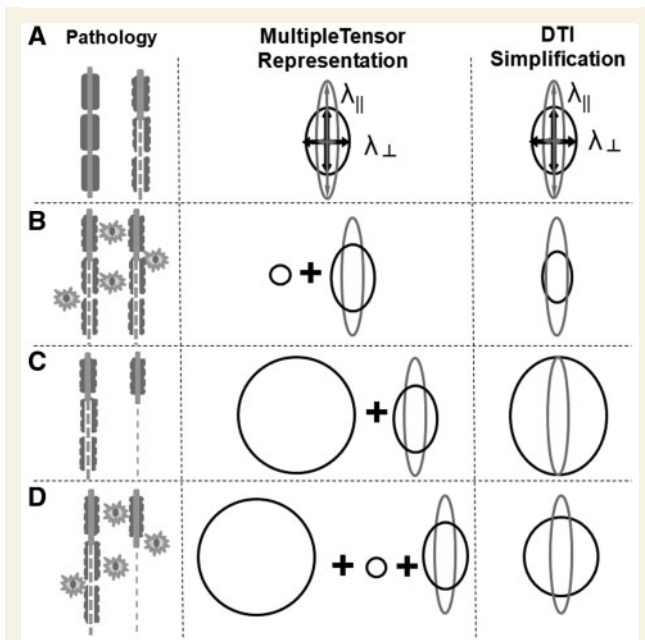 A
Pathology
MultipleTensor
Representation
DTI
Simplification
λ||
λ⊥
λ||
λ⊥
B
+
C
+
D
+
+